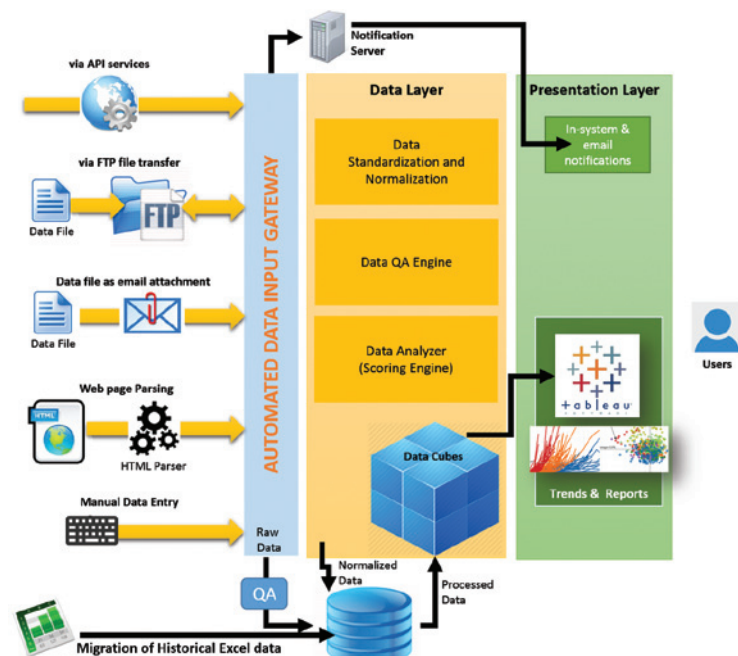 Notification
Server
via API services
Data Layer
Presentation Layer
Data
Standardization and
Normalization
In-system &
email
notifications
via FTP file transfer
FTP
Data File
AUTOMATED DATA INPUT GATEWAY
Data QA Engine
Data file as email attachment
Data File
Data Analyzer
(Scoring Engine)
+ableau
SOFTWARE
Users
Web page Parsing
HTML
HTML Parser
Data Cubes
Trends & Reports
Manual Data Entry
Raw
Data
Normalized
Data
Processed
Data
QA
Migration of Historical Excel data